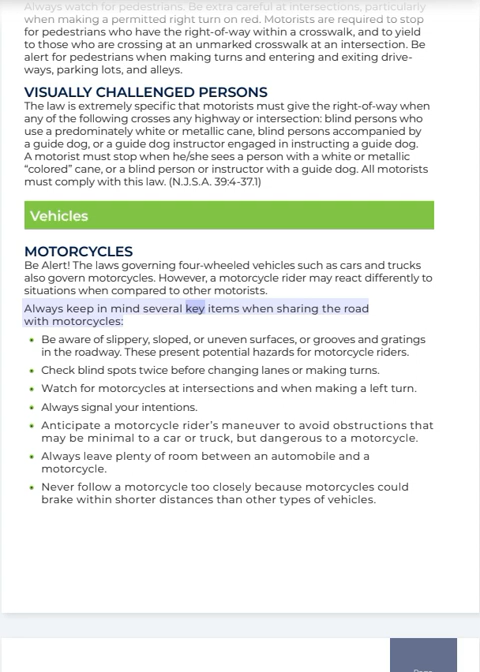 Always watch for pedestrians. Be extra careful at intersections, particularly
when making a permitted right turn on red. Motorists are required to stop
for pedestrians who have the right-of-way within a crosswalk, and to yield
to those who are crossing at an unmarked crosswalk at an intersection. Be
alert for pedestrians when making turns and entering and exiting drive-
ways, parking lots, and alleys.
VISUALLY CHALLENGED PERSONS
The law is extremely specific that motorists must give the right-of-way when
any of the following crosses any highway or intersection: blind persons who
use a predominately white or metallic cane, blind persons accompanied by
a guide dog, or a guide dog instructor engaged in instructing a guide dog.
A motorist must stop when he/she sees a person with a white or metallic
“colored” cane, or a blind person or instructor with a guide dog. All motorists
must comply with this law. (N.J.S.A. 39:4-37.1)
Vehicles
MOTORCYCLES
Be Alert! The laws governing four-wheeled vehicles such as cars and trucks
also govern motorcycles. However, a motorcycle rider may react differently to
situations when compared to other motorists.
Always keep in mind several key items when sharing the road
with motorcycles:
• Be aware of slippery, sloped, or uneven surfaces, or grooves and gratings
in the roadway. These present potential hazards for motorcycle riders.
• Check blind spots twice before changing lanes or making turns.
• Watch for motorcycles at intersections and when making a left turn.
• Always signal your intentions.
• Anticipate a motorcycle rider’s maneuver to avoid obstructions that
may be minimal to a car or truck, but dangerous to a motorcycle.
• Always leave plenty of room between an automobile and a
motorcycle.
• Never follow a motorcycle too closely because motorcycles could
brake within shorter distances than other types of vehicles.
Page